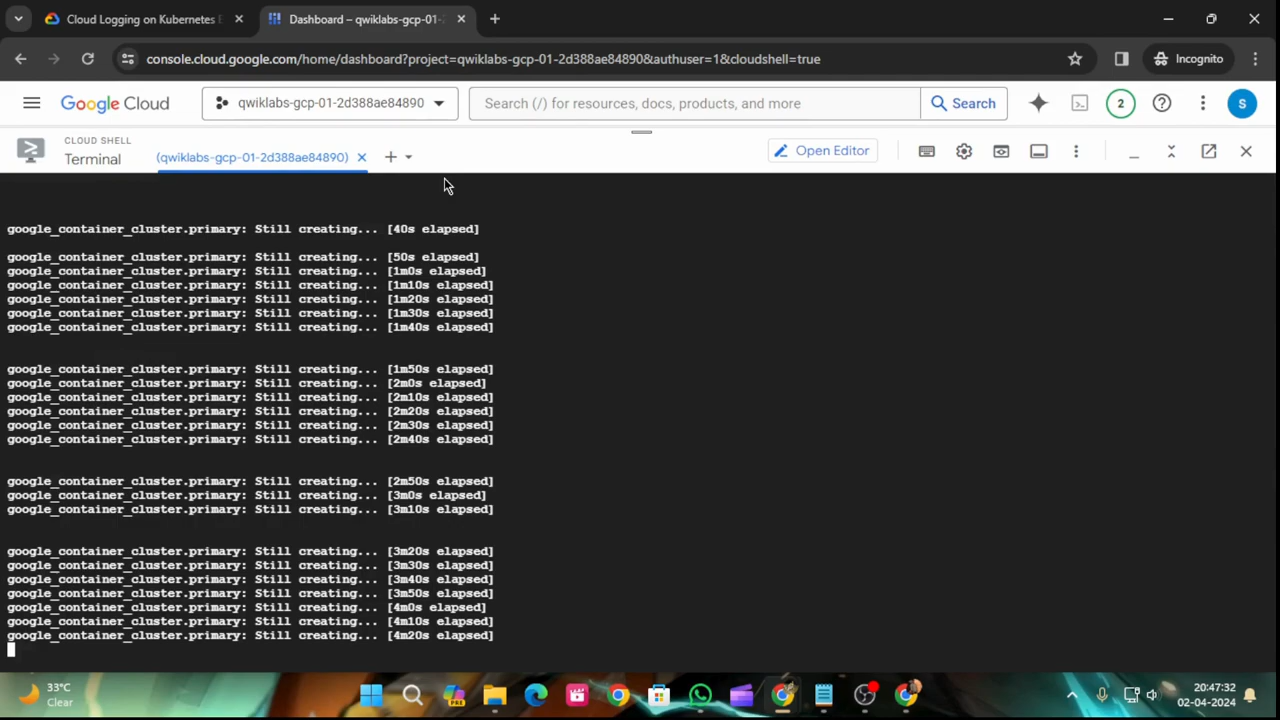 Cloud Logging on Kubernetes E
Dashboard – qwiklabs-gcp-01-2
console.cloud.google.com/home/dashboard?project=qwiklabs-gcp-01-2d388ae84890&authuser=1&cloudshell=true
Incognito
Google Cloud
qwiklabs-gcp-01-2d388ae84890
Search (/) for resources, docs, products, and more
Search
2
S
CLOUD SHELL
Terminal
(qwiklabs-gcp-01-2d388ae84890)
Open Editor
google_container_cluster.primary: Still creating... [40s elapsed]
google_container_cluster.primary: Still creating... [50s elapsed]
google_container_cluster.primary: Still creating... [1m0s elapsed]
google_container_cluster.primary: Still creating... [1m10s elapsed]
google_container_cluster.primary: Still creating... [1m20s elapsed]
google_container_cluster.primary: Still creating... [1m30s elapsed]
google_container_cluster.primary: Still creating... [1m40s elapsed]
google_container_cluster.primary: Still creating... [1m50s elapsed]
google_container_cluster.primary: Still creating... [2m0s elapsed]
google_container_cluster.primary: Still creating... [2m10s elapsed]
google_container_cluster.primary: Still creating... [2m20s elapsed]
google_container_cluster.primary: Still creating... [2m30s elapsed]
google_container_cluster.primary: Still creating... [2m40s elapsed]
google_container_cluster.primary: Still creating... [2m50s elapsed]
google_container_cluster.primary: Still creating... [3m0s elapsed]
google_container_cluster.primary: Still creating... [3m10s elapsed]
google_container_cluster.primary: Still creating... [3m20s elapsed]
google_container_cluster.primary: Still creating... [3m30s elapsed]
google_container_cluster.primary: Still creating... [3m40s elapsed]
google_container_cluster.primary: Still creating... [3m50s elapsed]
google_container_cluster.primary: Still creating... [4m0s elapsed]
google_container_cluster.primary: Still creating... [4m10s elapsed]
google_container_cluster.primary: Still creating... [4m20s elapsed]
33°C
Clear
PRE
20:47:32
02-04-2024